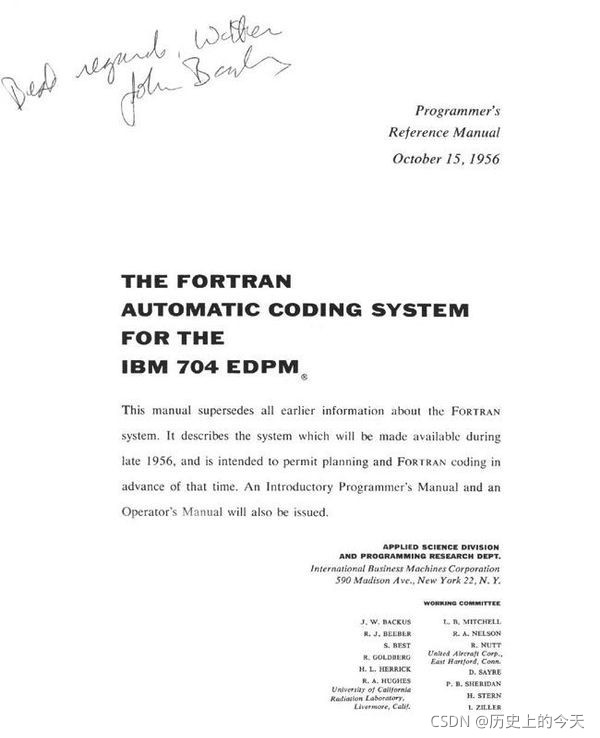 Best regards, Walker
John Backus
Programmer's
Reference Manual
October 15, 1956
THE FORTRAN
AUTOMATIC CODING SYSTEM
FOR THE
IBM 704 EDPM®
This manual supersedes all earlier information about the FORTRAN
system. It describes the system which will be made available during
late 1956, and is intended to permit planning and FORTRAN coding in
advance of that time. An Introductory Programmer's Manual and an
Operator's Manual will also be issued.
APPLIED SCIENCE DIVISION
AND PROGRAMMING RESEARCH DEPT.
International Business Machines Corporation
590 Madison Ave., New York 22, N. Y.
WORKING COMMITTEE
J. W. BACKUS
R. J. BEEBER
S. BEST
R. GOLDBERG
H. L. HERRICK
R. A. HUGHES
University of California
Radiation Laboratory,
Livermore, Calif.
L. B. MITCHELL
R. A. NELSON
R. NUTT
United Aircraft Corp.,
East Hartford, Conn.
D. SAYRE
P. B. SHERIDAN
H. STERN
I. ZILLER
CSDN @历史上的今天